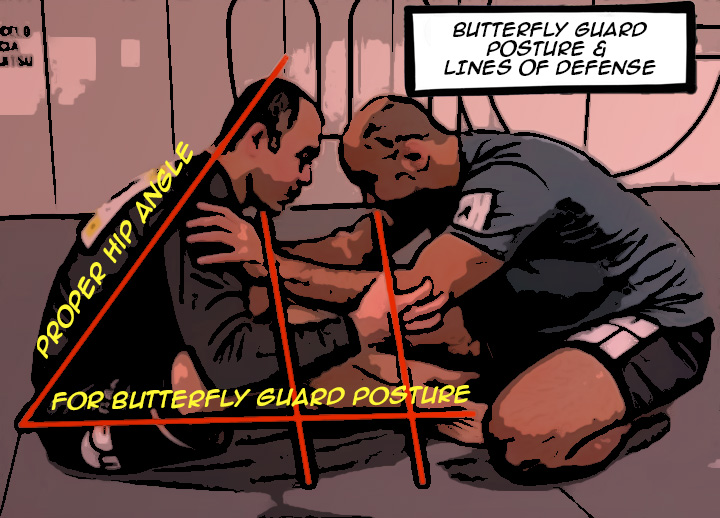 BUTTERFLY GUARD
POSTURE &
LINES OF DEFENSE
PROPER HIP ANGLE
FOR BUTTERFLY GUARD POSTURE